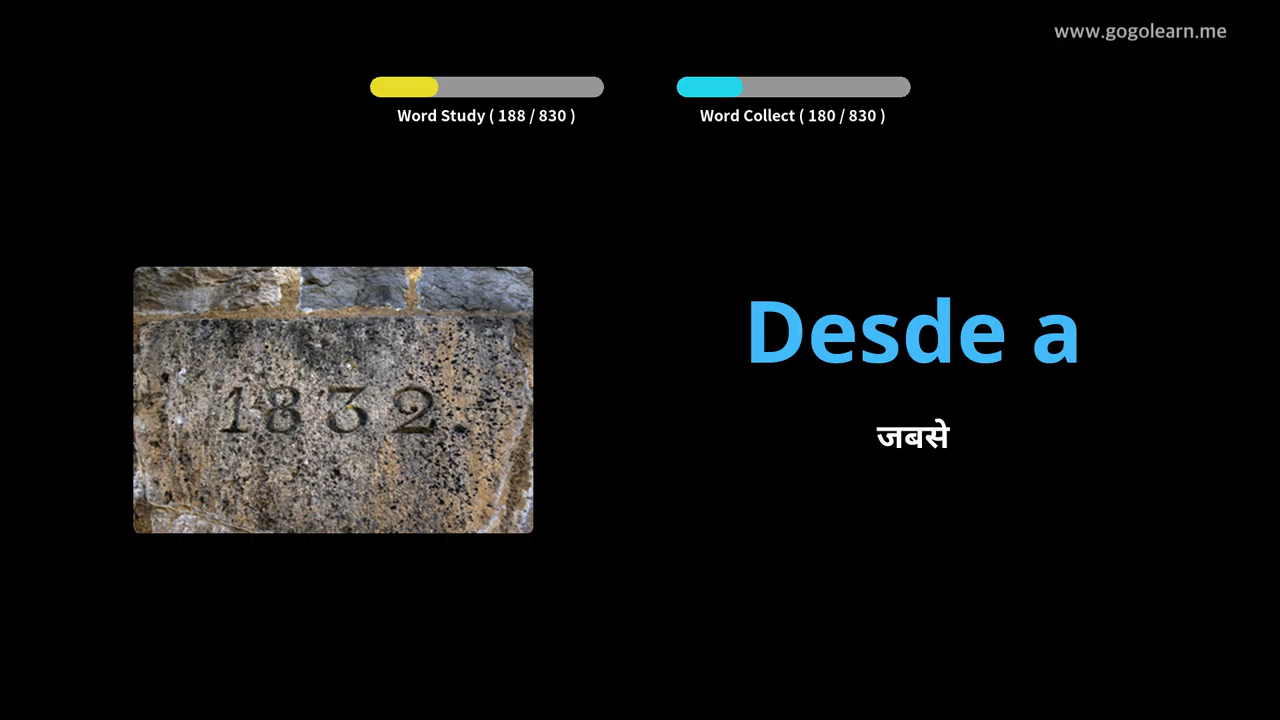 www.gogolearn.me
Word Study ( 188 / 830 )
Word Collect ( 180 / 830 )
1832.
Desde a
जबसे